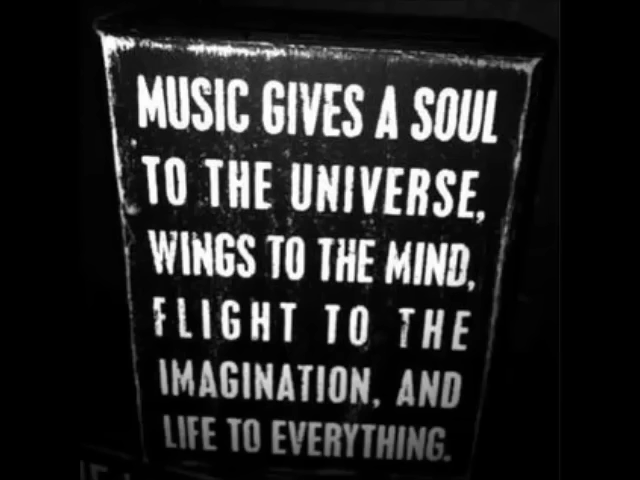 MUSIC GIVES A SOUL
TO THE UNIVERSE,
WINGS TO THE MIND,
FLIGHT TO THE
IMAGINATION, AND
LIFE TO EVERYTHING.